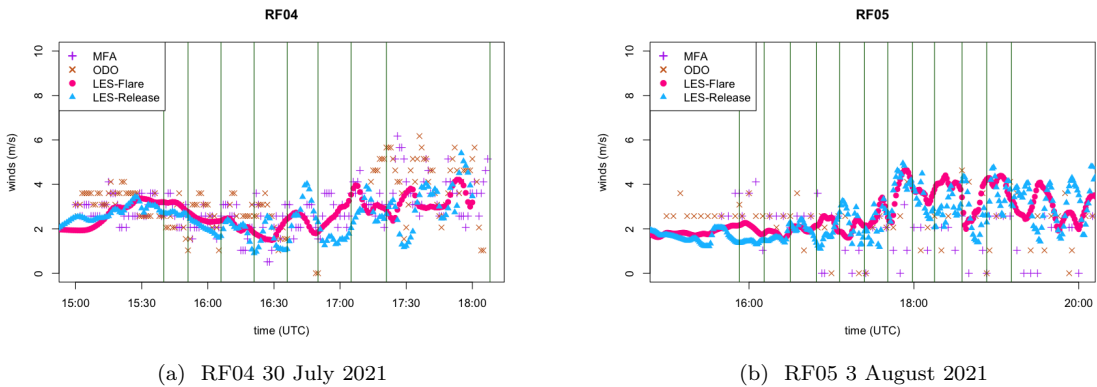 RF04
MFA
ODO
LES-Flare
LES-Release
winds (m/s)
0
2
4
6
8
10
15:00 15:30 16:00 16:30 17:00 17:30 18:00
time (UTC)
(a) RF04 30 July 2021
RF05
MFA
ODO
LES-Flare
LES-Release
winds (m/s)
0
2
4
6
8
10
16:00 18:00 20:00
time (UTC)
(b) RF05 3 August 2021